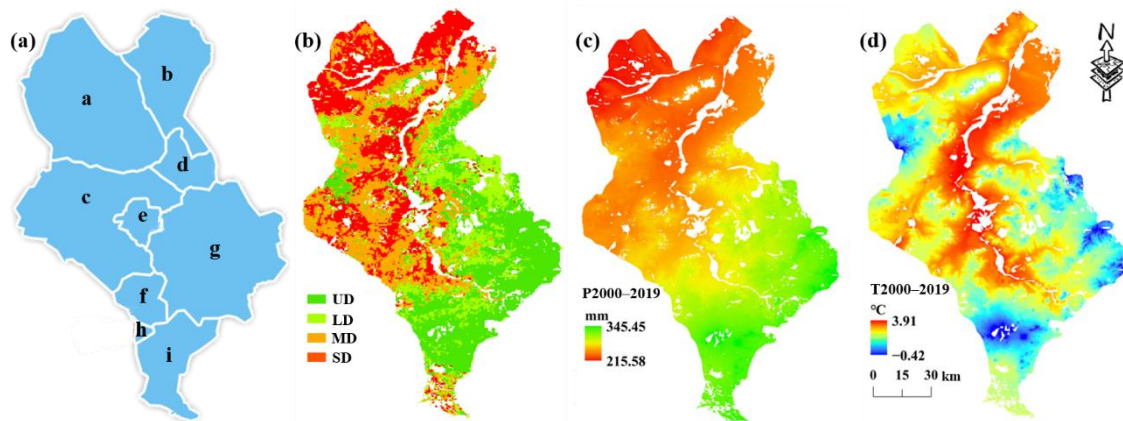 (a)
a
b
c
d
e
f
g
h
i
(b)
UD
LD
MD
SD
(c)
P2000–2019
mm
345.45
215.58
(d)
N
T2000–2019
°C
3.91
−0.42
0 15 30 km